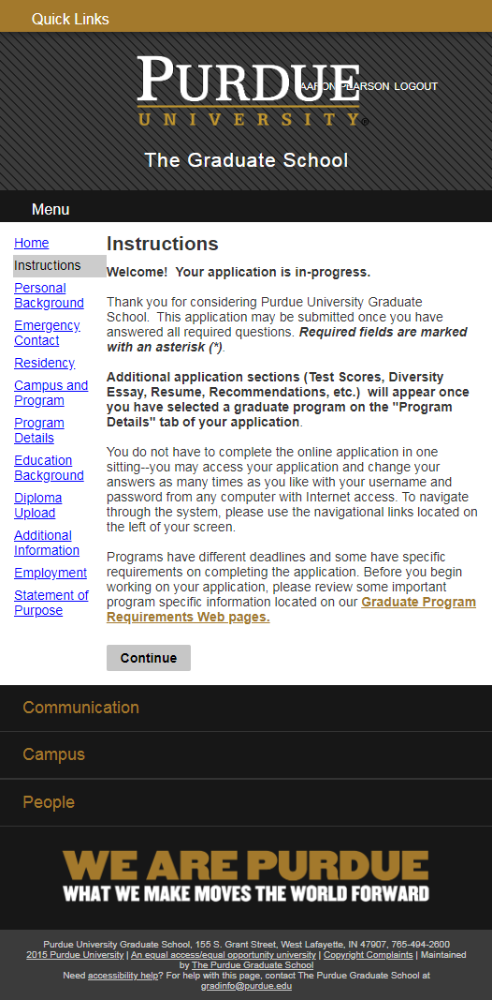 Quick Links
PURDUE
AARON PEARSON LOGOUT
UNIVERSITY®
The Graduate School
Menu
Home
Instructions
Personal
Background
Emergency
Contact
Residency
Campus and
Program
Program
Details
Education
Background
Diploma
Upload
Additional
Information
Employment
Statement of
Purpose
Instructions
Welcome!  Your application is in-progress.
Thank you for considering Purdue University Graduate
School.  This application may be submitted once you have
answered all required questions. Required fields are marked
with an asterisk (*).
Additional application sections (Test Scores, Diversity
Essay, Resume, Recommendations, etc.)  will appear once
you have selected a graduate program on the "Program
Details" tab of your application.
You do not have to complete the online application in one
sitting--you may access your application and change your
answers as many times as you like with your username and
password from any computer with Internet access. To navigate
through the system, please use the navigational links located on
the left of your screen.
Programs have different deadlines and some have specific
requirements on completing the application. Before you begin
working on your application, please review some important
program specific information located on our Graduate Program
Requirements Web pages.
Continue
Communication
Campus
People
WE ARE PURDUE
WHAT WE MAKE MOVES THE WORLD FORWARD
Purdue University Graduate School, 155 S. Grant Street, West Lafayette, IN 47907, 765-494-2600
2015 Purdue University | An equal access/equal opportunity university | Copyright Complaints | Maintained
by The Purdue Graduate School
Need accessibility help? For help with this page, contact The Purdue Graduate School at
gradinfo@purdue.edu